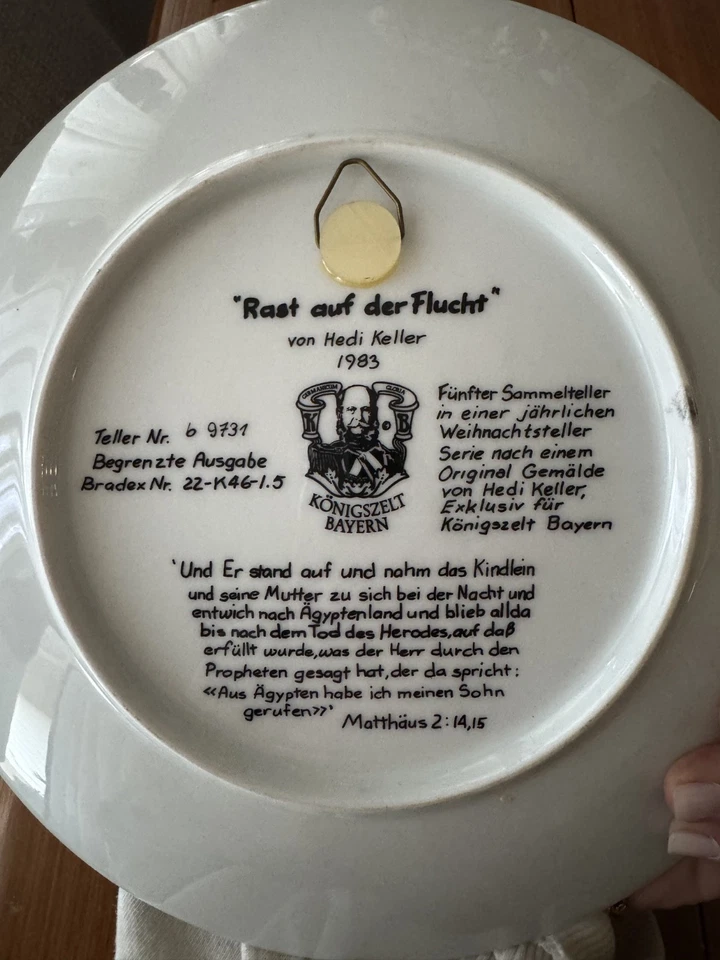 "Rast auf der Flucht"
von Hedi Keller
1983
GERMANICUM GLORIA
K B
KÖNIGSZELT
BAYERN
Teller Nr. b 9731
Begrenzte Ausgabe
Bradex Nr. 22-K46-1.5
Fünfter Sammelteller
in einer jährlichen
Weihnachtsteller
Serie nach einem
Original Gemälde
von Hedi Keller,
Exklusiv für
Königszelt Bayern
'Und Er stand auf und nahm das Kindlein
und seine Mutter zu sich bei der Nacht und
entwich nach Ägyptenland und blieb allda
bis nach dem Tod des Herodes, auf daß
erfüllt wurde, was der Herr durch den
Propheten gesagt hat, der da spricht:
«Aus Ägypten habe ich meinen Sohn
gerufen»' Matthäus 2:14,15